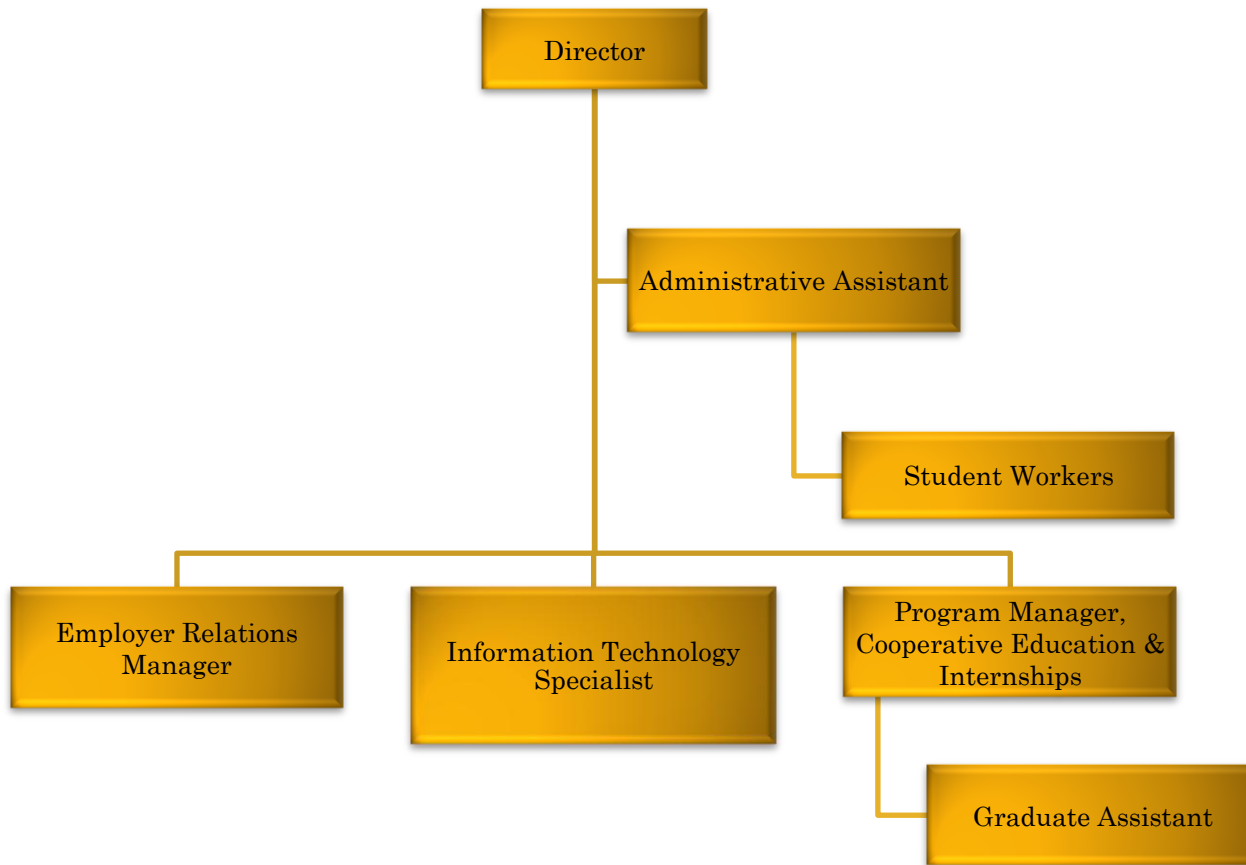 Director
Administrative Assistant
Student Workers
Employer Relations
Manager
Information Technology
Specialist
Program Manager,
Cooperative Education &
Internships
Graduate Assistant